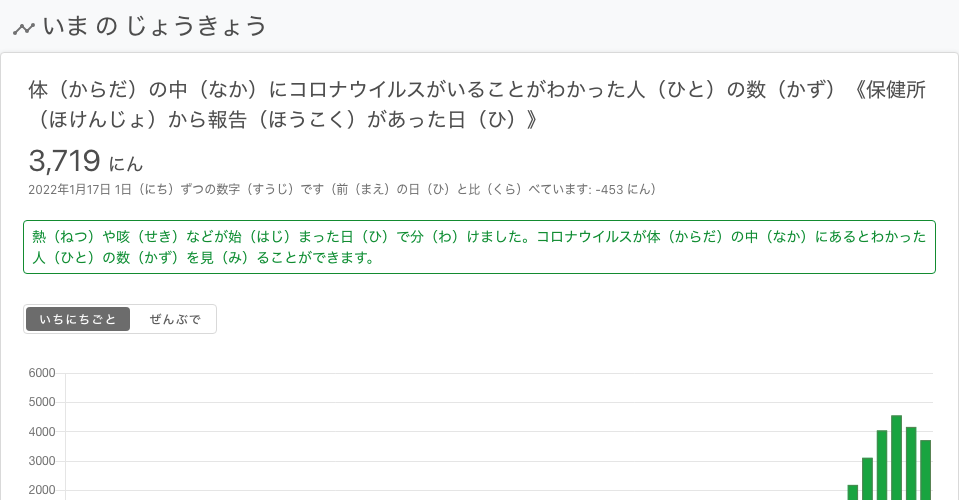 いま の じょうきょう
体（からだ）の中（なか）にコロナウイルスがいることがわかった人（ひと）の数（かず）《保健所
（ほけんじょ）から報告（ほうこく）があった日（ひ）》
3,719 にん
2022年1月17日 1日（にち）ずつの数字（すうじ）です（前（まえ）の日（ひ）と比（くら）べています: -453 にん）
熱（ねつ）や咳（せき）などが始（はじ）まった日（ひ）で分（わ）けました。コロナウイルスが体（からだ）の中（なか）にあるとわかった
人（ひと）の数（かず）を見（み）ることができます。
いちにちごと ぜんぶで
6000
5000
4000
3000
2000